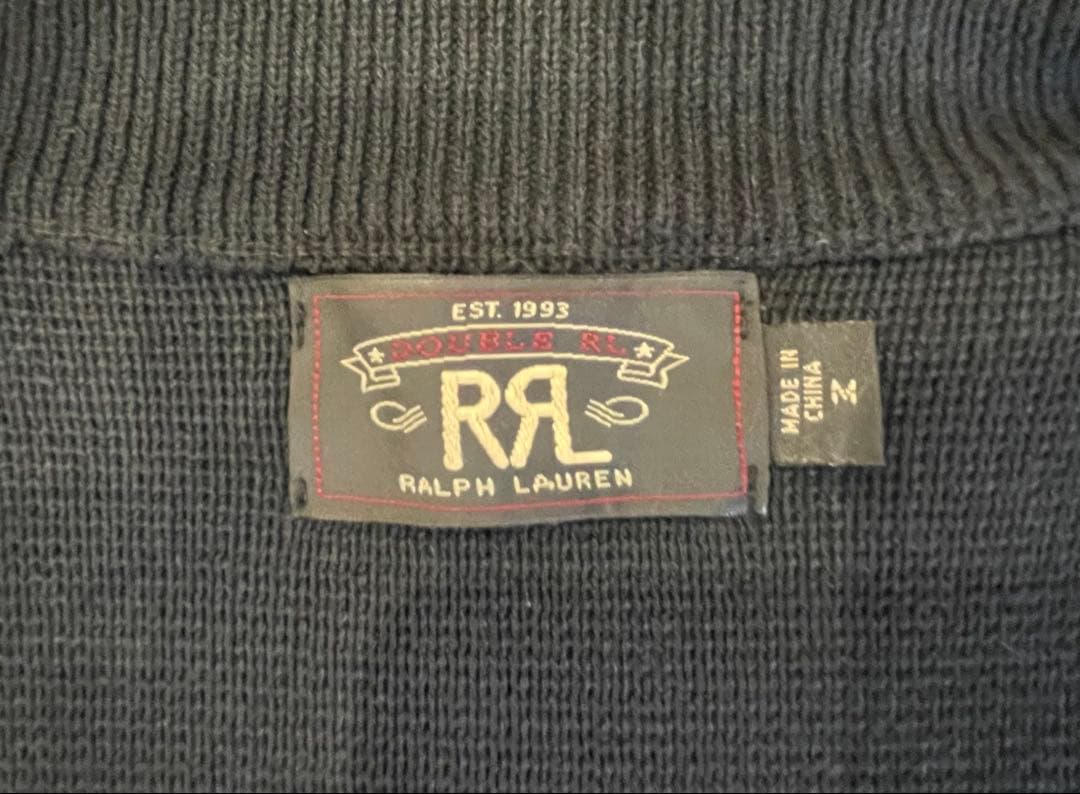 EST. 1993
DOUBLE RL
RRL
RALPH LAUREN
MADE IN
CHINA
M